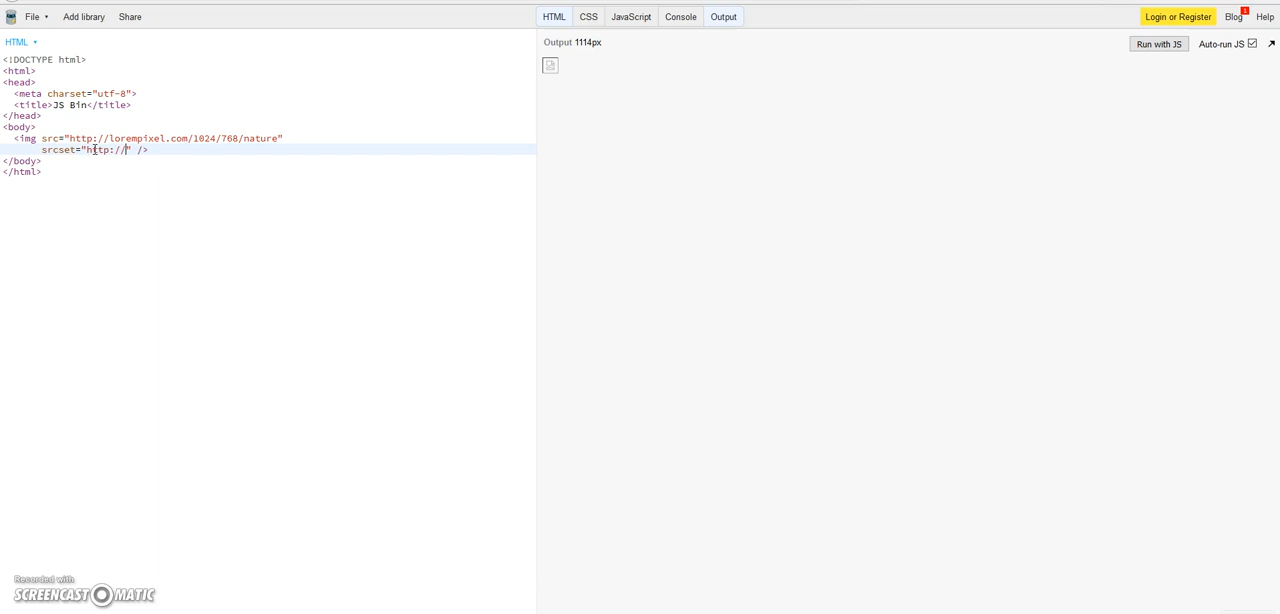 File ▾ Add library Share HTML CSS JavaScript Console Output Login or Register Blog 1 Help
HTML ▾
Output 1114px Run with JS Auto-run JS
<!DOCTYPE html>
<html>
<head>
<meta charset="utf-8">
<title>JS Bin</title>
</head>
<body>
<img src="http://lorempixel.com/1024/768/nature"
srcset="http://" />
</body>
</html>
Recorded with
SCREENCAST-O-MATIC